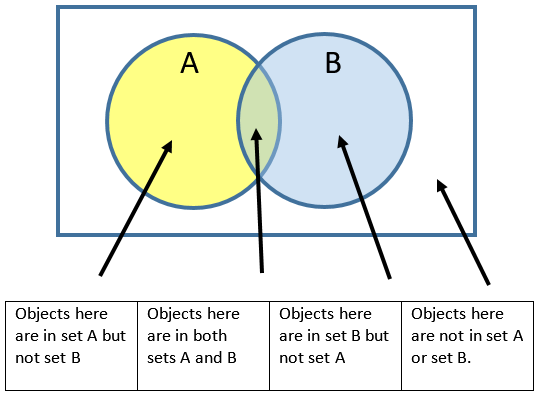 A
B
Objects here
are in set A but
not set B
Objects here
are in both
sets A and B
Objects here
are in set B but
not set A
Objects here
are not in set A
or set B.